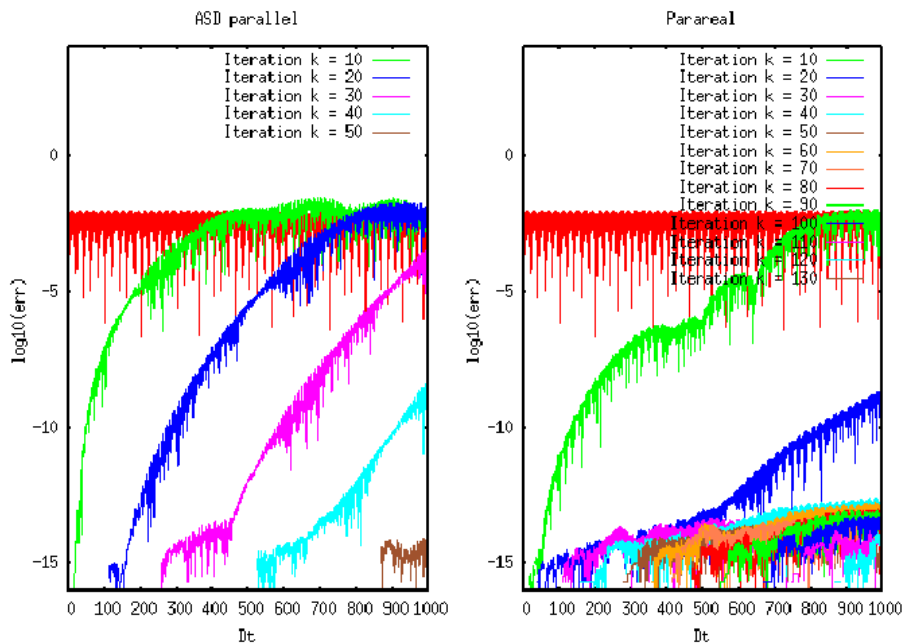 ASD parallel
Iteration k = 10
Iteration k = 20
Iteration k = 30
Iteration k = 40
Iteration k = 50
0
-5
-10
-15
log10(err)
0 100 200 300 400 500 600 700 800 900 1000
Dt
Parareal
Iteration k = 10
Iteration k = 20
Iteration k = 30
Iteration k = 40
Iteration k = 50
Iteration k = 60
Iteration k = 70
Iteration k = 80
Iteration k = 90
Iteration k = 100
Iteration k = 110
Iteration k = 120
Iteration k = 130
0
-5
-10
-15
log10(err)
0 100 200 300 400 500 600 700 800 900 1000
Dt